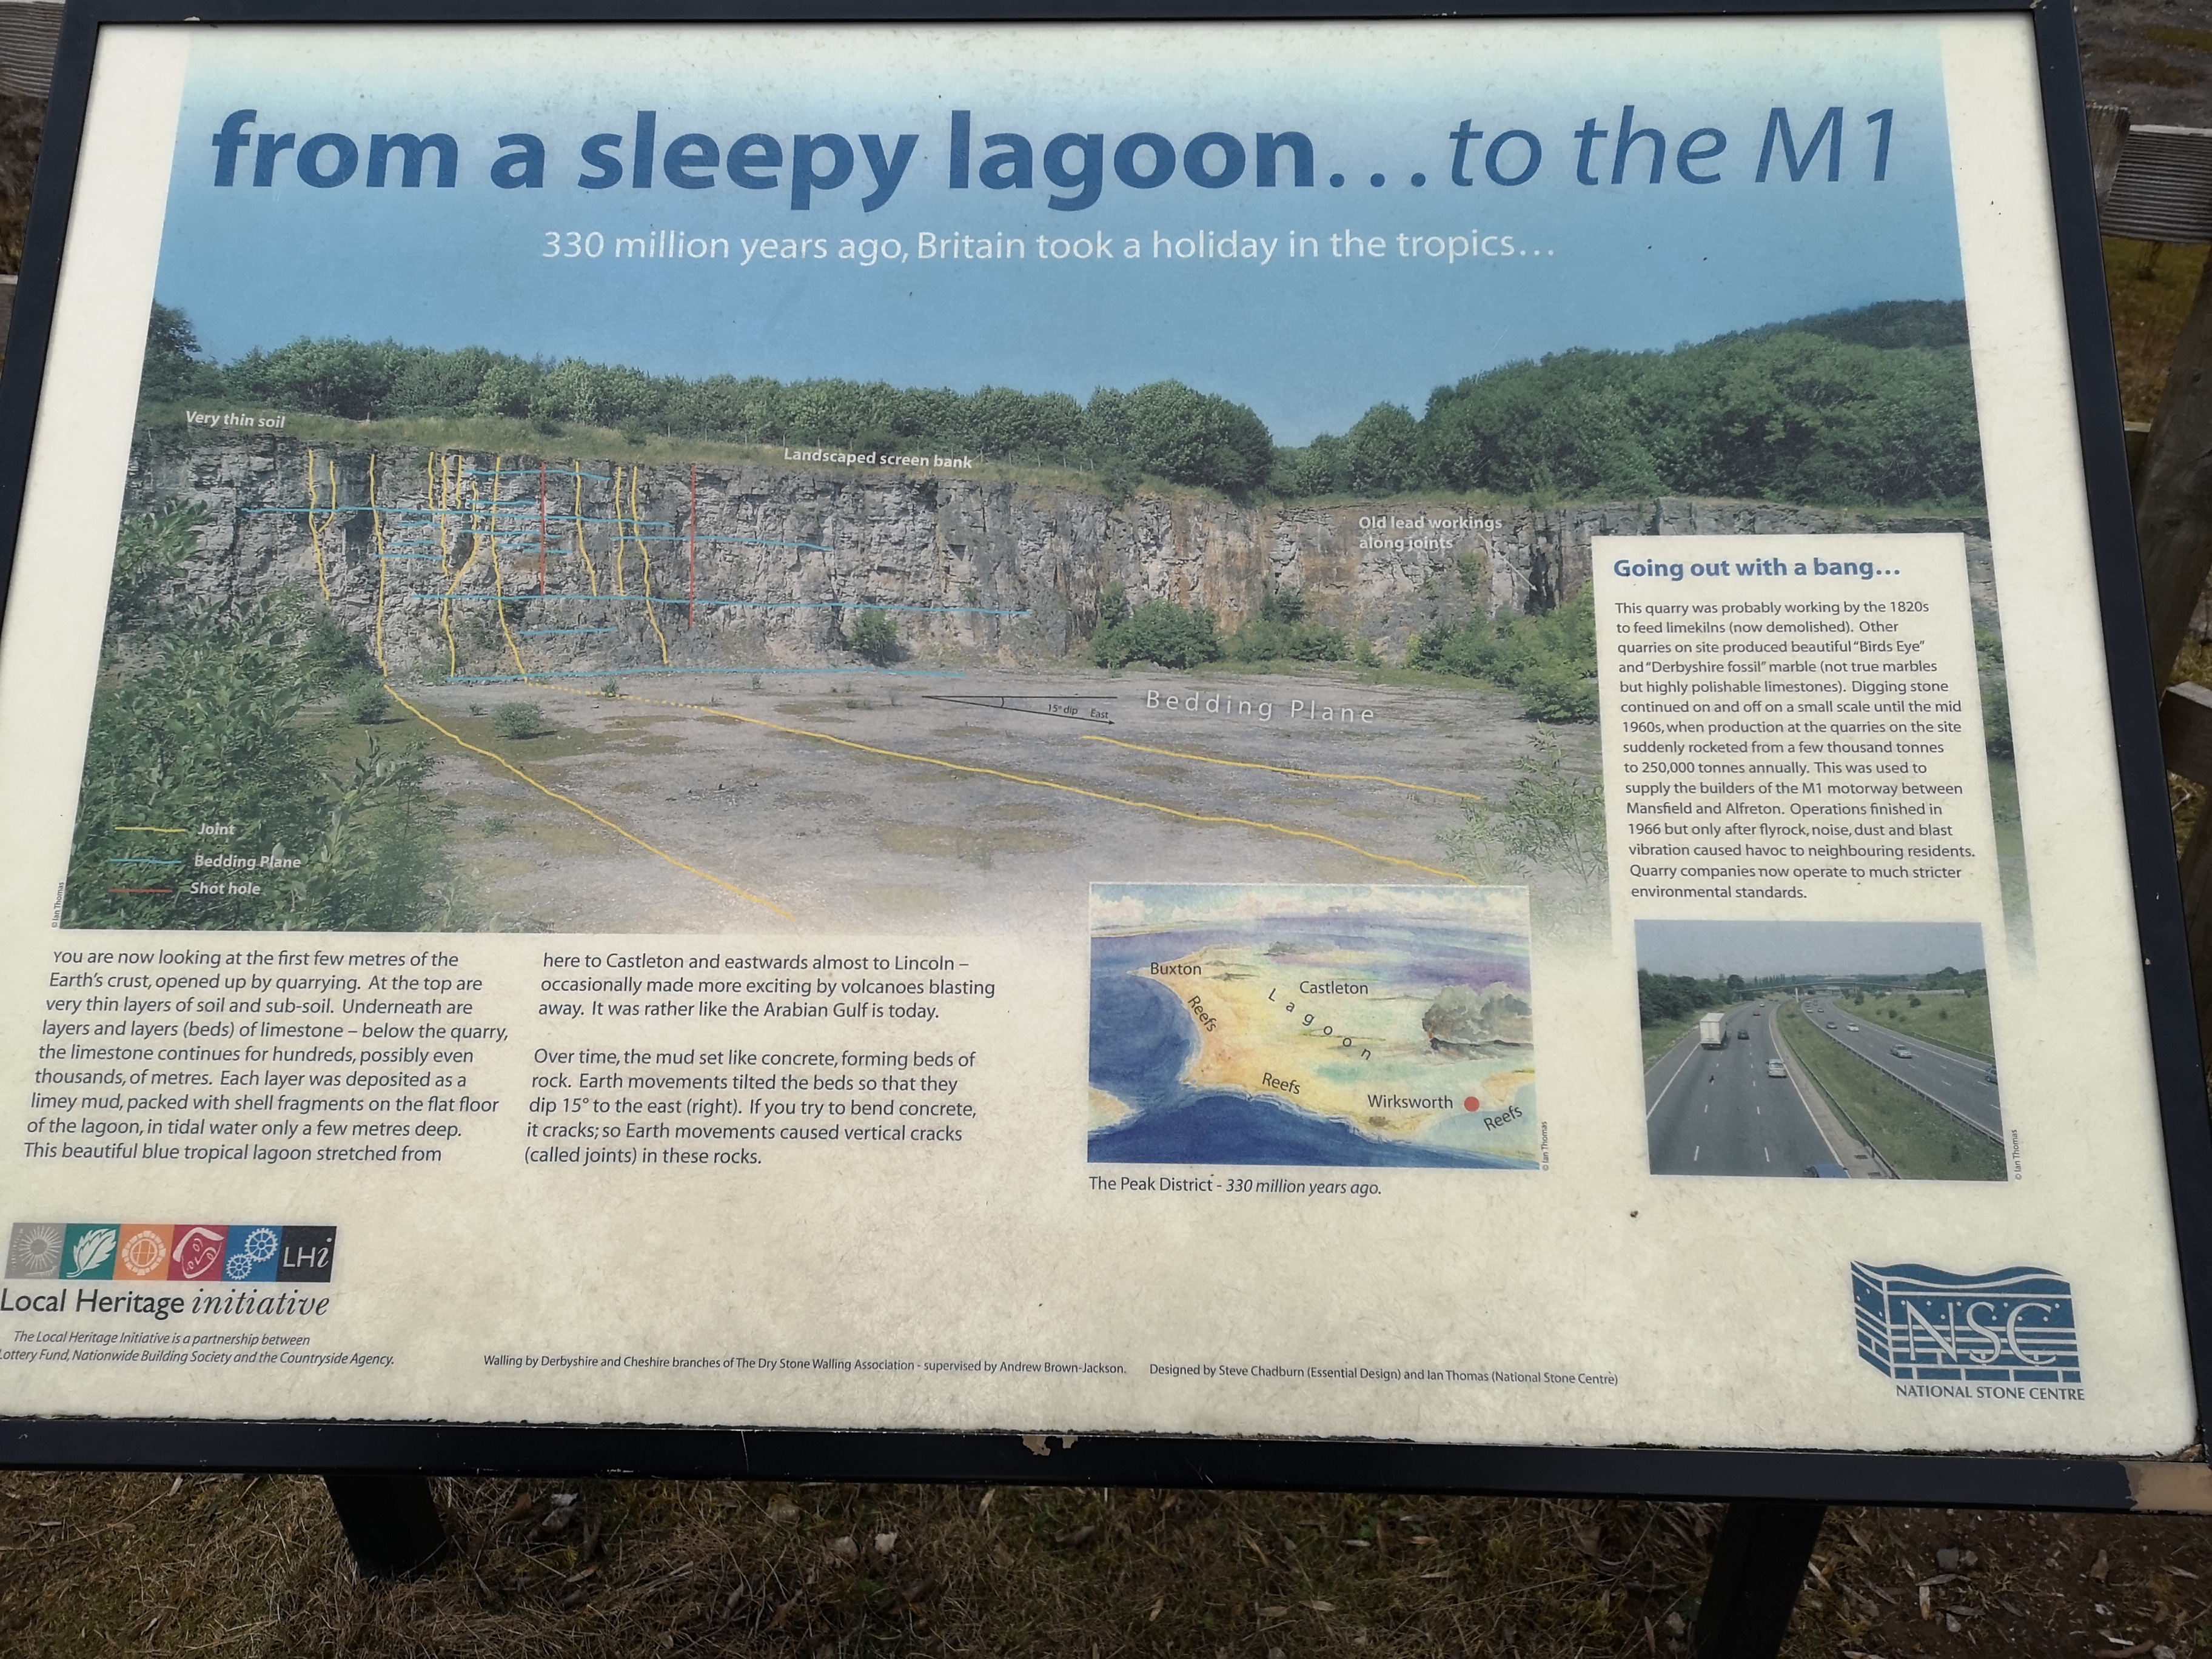 from a sleepy lagoon...to the M1
330 million years ago, Britain took a holiday in the tropics...
Very thin soil
Landscaped screen bank
Old lead workings
along joints
Bedding Plane
15° dip East
Joint
Bedding Plane
Shot hole
© Ian Thomas
Going out with a bang...
This quarry was probably working by the 1820s
to feed limekilns (now demolished). Other
quarries on site produced beautiful "Birds Eye"
and "Derbyshire fossil" marble (not true marbles
but highly polishable limestones). Digging stone
continued on and off on a small scale until the mid
1960s, when production at the quarries on the site
suddenly rocketed from a few thousand tonnes
to 250,000 tonnes annually. This was used to
supply the builders of the M1 motorway between
Mansfield and Alfreton. Operations finished in
1966 but only after flyrock, noise, dust and blast
vibration caused havoc to neighbouring residents.
Quarry companies now operate to much stricter
environmental standards.
You are now looking at the first few metres of the
Earth's crust, opened up by quarrying. At the top are
very thin layers of soil and sub-soil. Underneath are
layers and layers (beds) of limestone – below the quarry,
the limestone continues for hundreds, possibly even
thousands, of metres. Each layer was deposited as a
limey mud, packed with shell fragments on the flat floor
of the lagoon, in tidal water only a few metres deep.
This beautiful blue tropical lagoon stretched from
here to Castleton and eastwards almost to Lincoln –
occasionally made more exciting by volcanoes blasting
away. It was rather like the Arabian Gulf is today.
Over time, the mud set like concrete, forming beds of
rock. Earth movements tilted the beds so that they
dip 15° to the east (right). If you try to bend concrete,
it cracks; so Earth movements caused vertical cracks
(called joints) in these rocks.
Buxton
Castleton
Lagoon
Reefs
Reefs
Wirksworth
Reefs
© Ian Thomas
The Peak District - 330 million years ago.
© Ian Thomas
LHi
Local Heritage initiative
The Local Heritage Initiative is a partnership between
Lottery Fund, Nationwide Building Society and the Countryside Agency.
Walling by Derbyshire and Cheshire branches of The Dry Stone Walling Association - supervised by Andrew Brown-Jackson. Designed by Steve Chadburn (Essential Design) and Ian Thomas (National Stone Centre)
NSC
NATIONAL STONE CENTRE